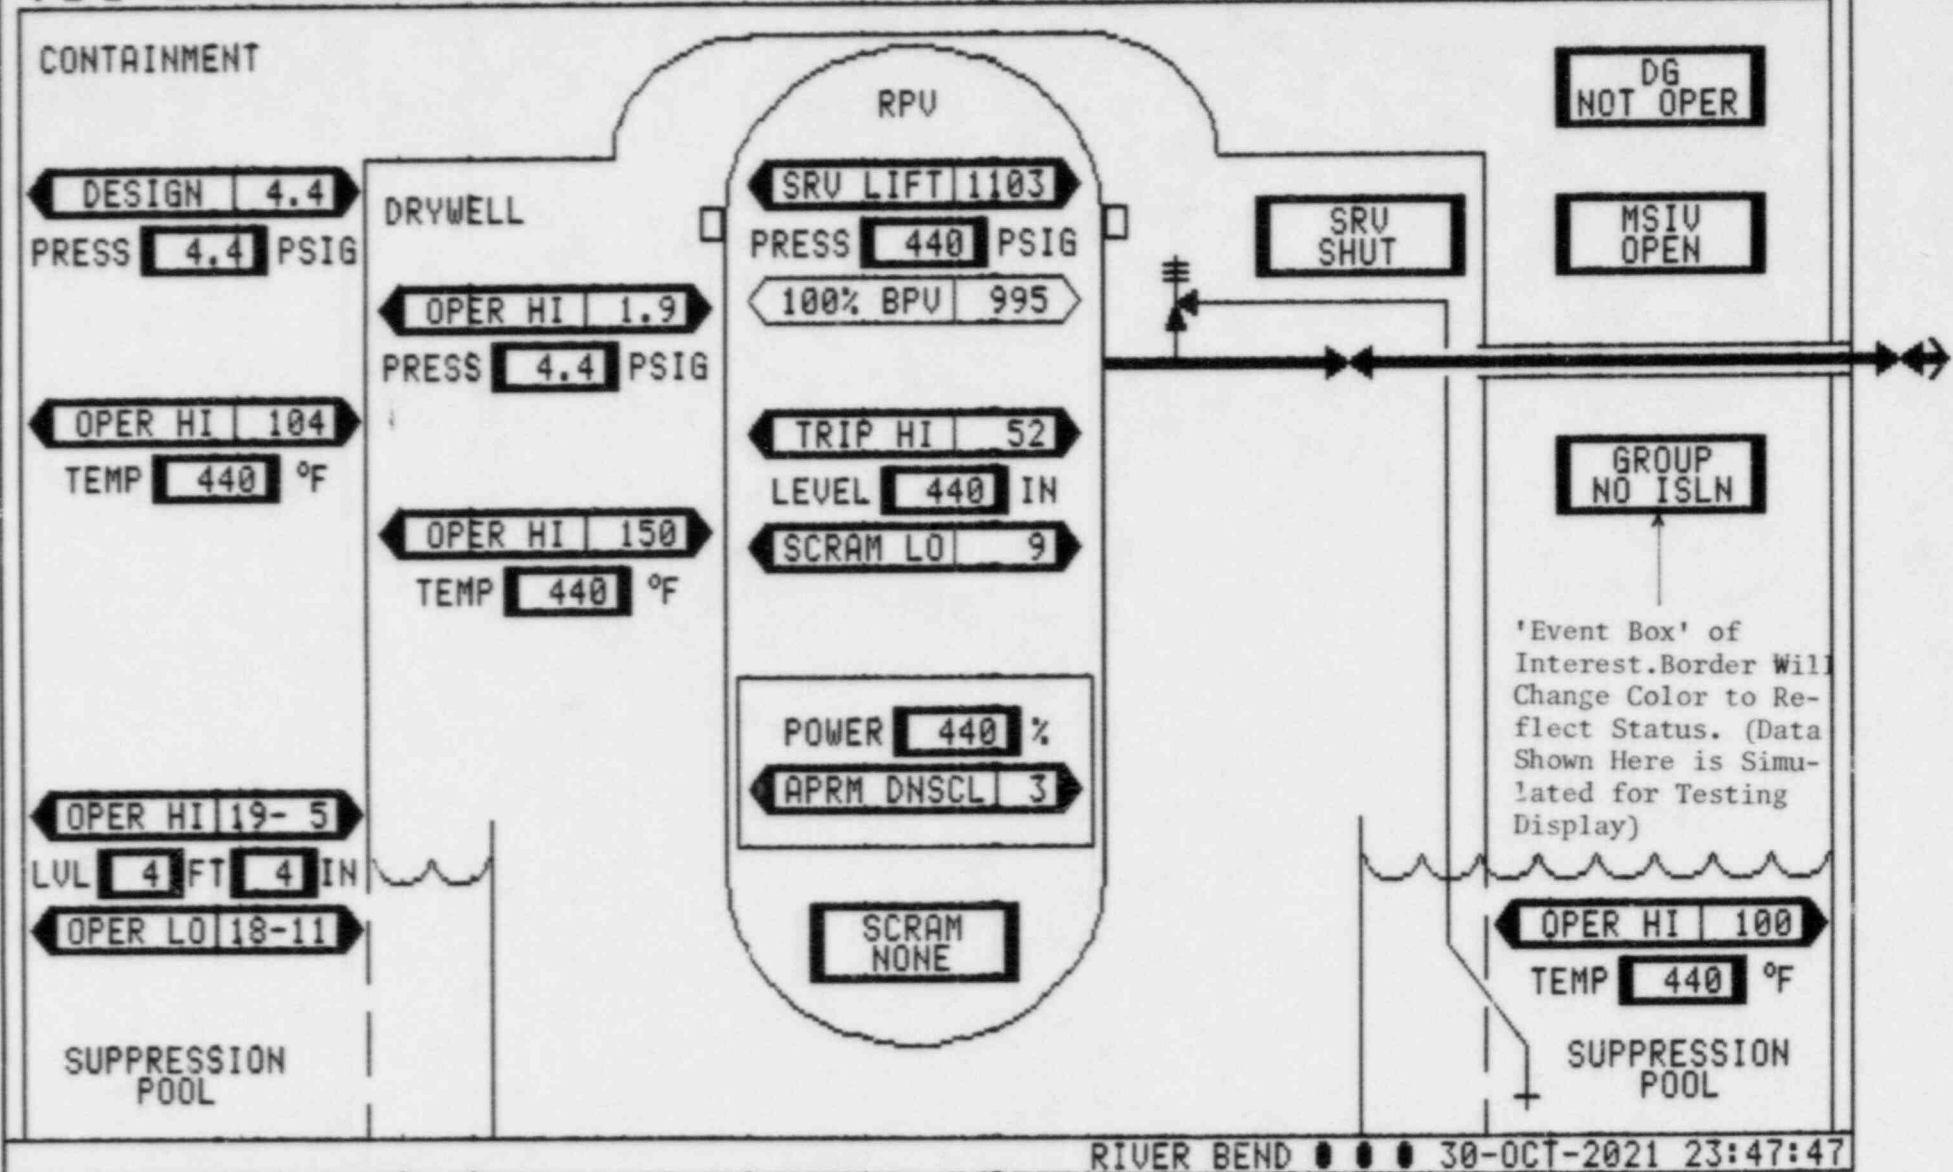 CONTAINMENT
DESIGN 4.4
PRESS 4.4 PSIG
OPER HI 104
TEMP 440 °F
OPER HI 19- 5
LVL 4 FT 4 IN
OPER LO 18-11
SUPPRESSION
POOL
DRYWELL
OPER HI 1.9
PRESS 4.4 PSIG
OPER HI 150
TEMP 440 °F
RPV
SRV LIFT 1103
PRESS 440 PSIG
100% BPV 995
TRIP HI 52
LEVEL 440 IN
SCRAM LO 9
POWER 440 %
APRM DNSCL 3
SCRAM
NONE
SRV
SHUT
DG
NOT OPER
MSIV
OPEN
GROUP
NO ISLN
'Event Box' of
Interest.Border Will
Change Color to Re-
flect Status. (Data
Shown Here is Simu-
lated for Testing
Display)
OPER HI 100
TEMP 440 °F
SUPPRESSION
POOL
RIVER BEND 30-OCT-2021 23:47:47